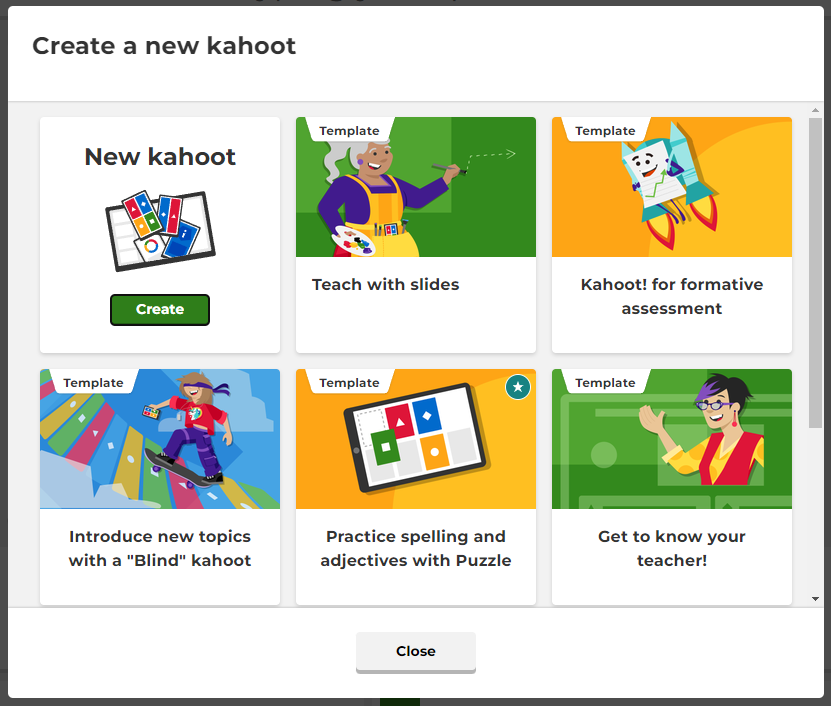 Create a new kahoot
New kahoot
Create
Template
Teach with slides
Template
Kahoot! for formative
assessment
Template
Introduce new topics
with a "Blind" kahoot
Template
Practice spelling and
adjectives with Puzzle
Template
Get to know your
teacher!
Close